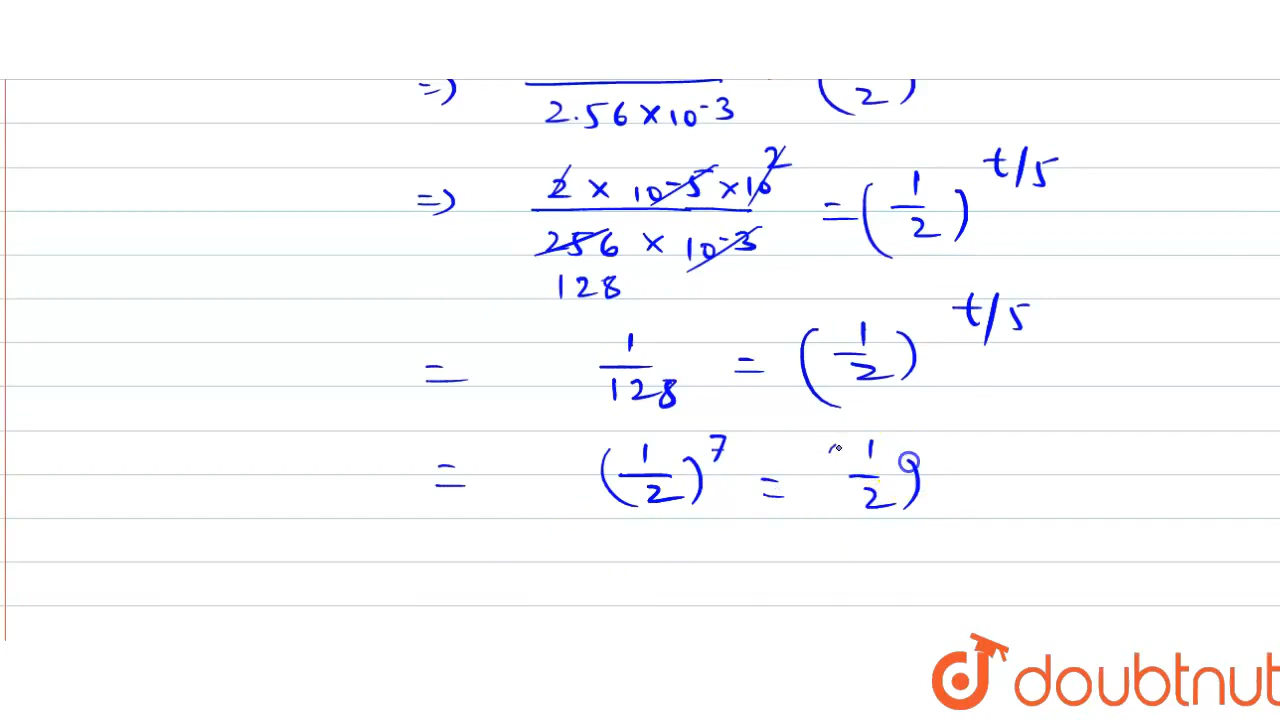 => ――― (2)
2.56 × 10-3
=> 2 × 10-5 × 10² / 256 × 10-3 = (1/2)^t/5
128
= 1/128 = (1/2)^t/5
= (1/2)^7 = 1/2)
doubtnut